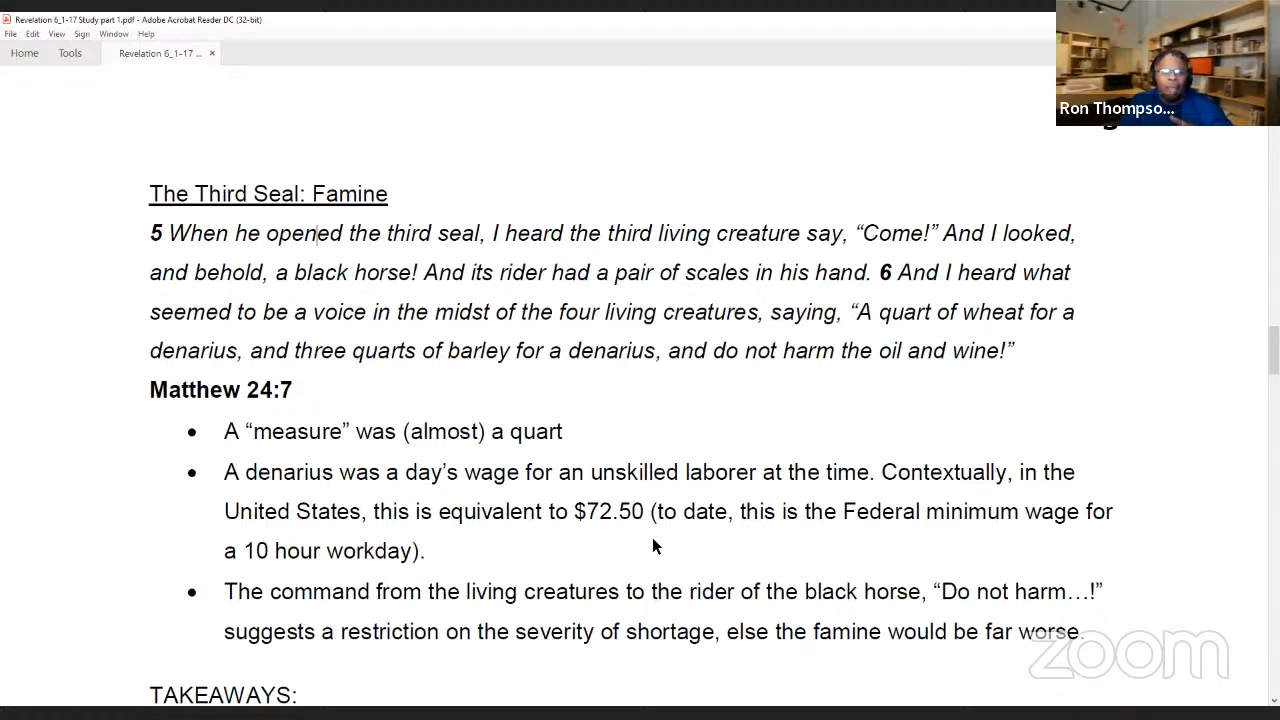 Revelation 6_1-17 Study part 1.pdf - Adobe Acrobat Reader DC (32-bit)
File Edit View Sign Window Help
Home Tools Revelation 6_1-17 ... ×
Ron Thompso...
The Third Seal: Famine
5 When he opened the third seal, I heard the third living creature say, “Come!” And I looked,
and behold, a black horse! And its rider had a pair of scales in his hand. 6 And I heard what
seemed to be a voice in the midst of the four living creatures, saying, “A quart of wheat for a
denarius, and three quarts of barley for a denarius, and do not harm the oil and wine!”
Matthew 24:7
• A “measure” was (almost) a quart
• A denarius was a day’s wage for an unskilled laborer at the time. Contextually, in the
United States, this is equivalent to $72.50 (to date, this is the Federal minimum wage for
a 10 hour workday).
• The command from the living creatures to the rider of the black horse, “Do not harm…!”
suggests a restriction on the severity of shortage, else the famine would be far worse.
zoom
TAKEAWAYS: